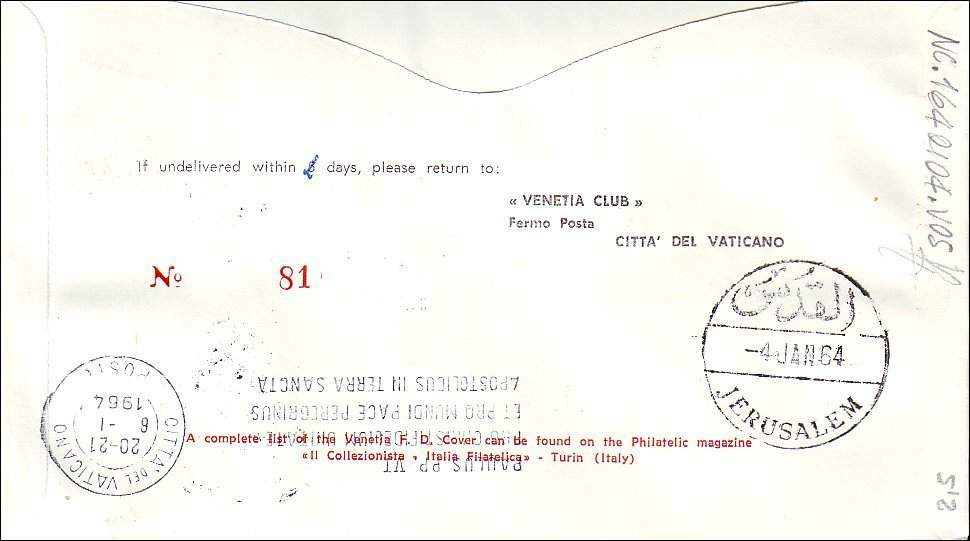 If undelivered within 8 days, please return to:
« VENETIA CLUB »
Fermo Posta
CITTA' DEL VATICANO
No 81
القدس
-4 JAN 64
JERUSALEM
POSTE
6 -1
1964
20-21
CITTA' DEL VATICANO
PAULUS PP. VI
ET PRO MUNDI PACE PEREGRINUS
APOSTOLICUS IN TERRA SANCTA
A complete list of the Venetia F. D. Cover can be found on the Philatelic magazine
«Il Collezionista - Italia Filatelica» - Turin (Italy)
NC.
215